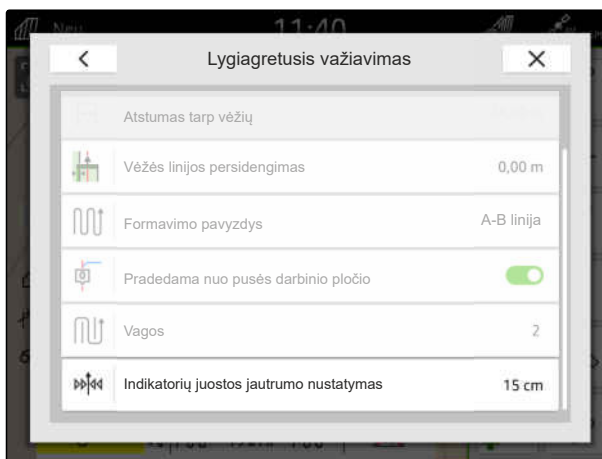 Neu
11:40
Lygiagretusis važiavimas
Atstumas tarp vėžių
Vėžės linijos persidengimas
0,00 m
Formavimo pavyzdys
A-B linija
Pradedama nuo pusės darbinio pločio
Vagos
2
Indikatorių juostos jautrumo nustatymas
15 cm